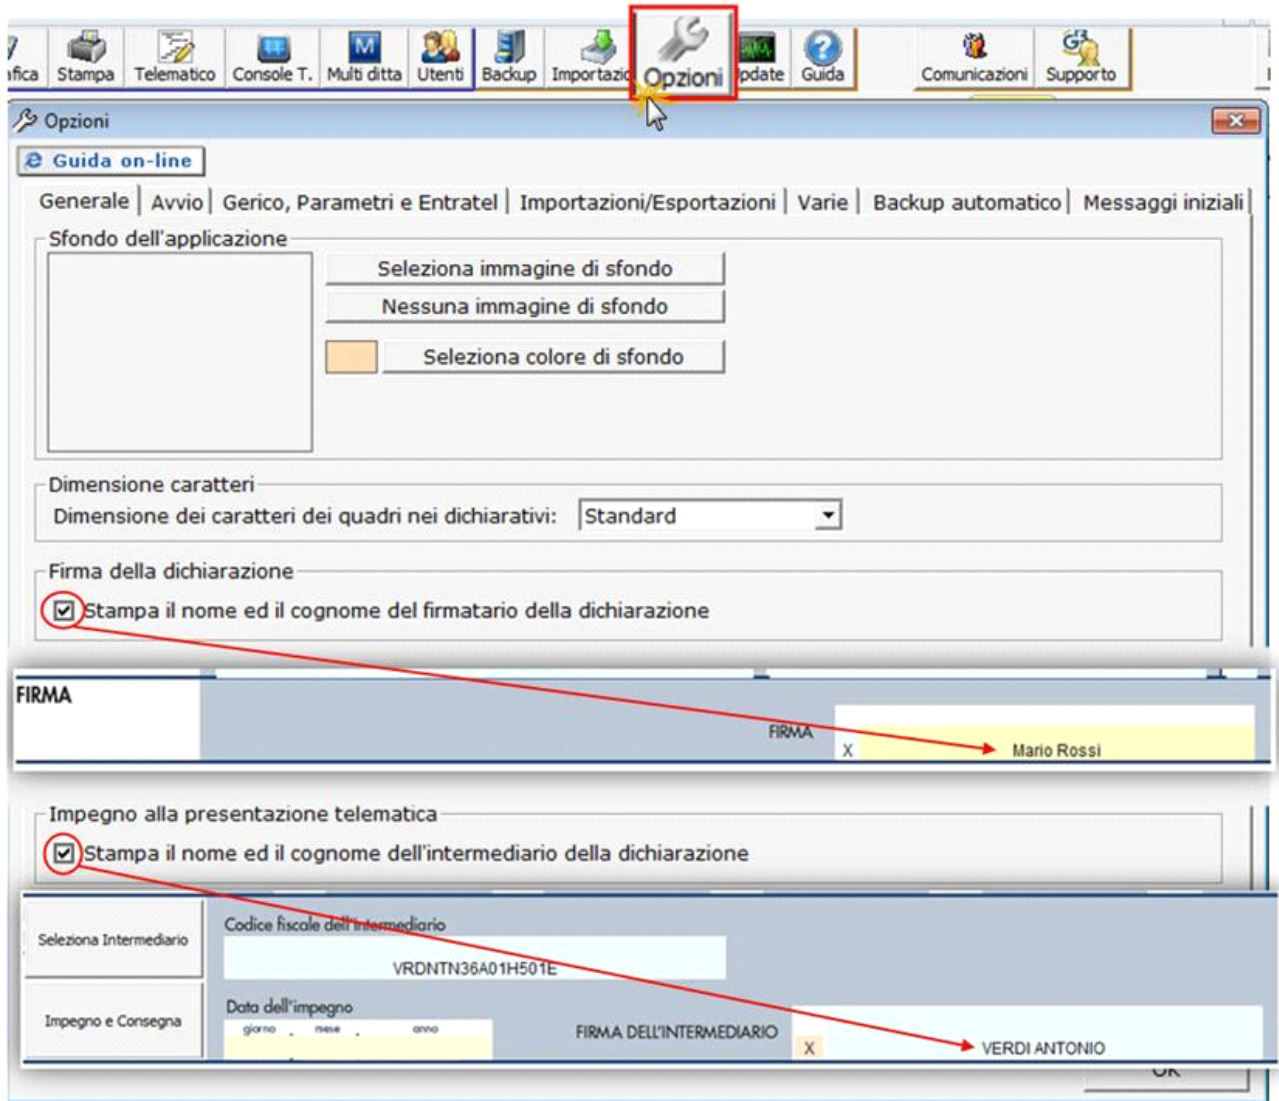 fica Stampa Telematico Console T. Multi ditta Utenti Backup Importazio Opzioni pdate Guida Comunicazioni Supporto
Opzioni
Guida on-line
Generale Avvio Gerico, Parametri e Entratel Importazioni/Esportazioni Varie Backup automatico Messaggi iniziali
Sfondo dell'applicazione
Seleziona immagine di sfondo
Nessuna immagine di sfondo
Seleziona colore di sfondo
Dimensione caratteri
Dimensione dei caratteri dei quadri nei dichiarativi: Standard
Firma della dichiarazione
Stampa il nome ed il cognome del firmatario della dichiarazione
FIRMA
FIRMA
X Mario Rossi
Impegno alla presentazione telematica
Stampa il nome ed il cognome dell'intermediario della dichiarazione
Codice fiscale dell'intermediario
Seleziona Intermediario
VRDNTN36A01H501E
Data dell'impegno
Impegno e Consegna
giorno mese anno
FIRMA DELL'INTERMEDIARIO
X VERDI ANTONIO
OK